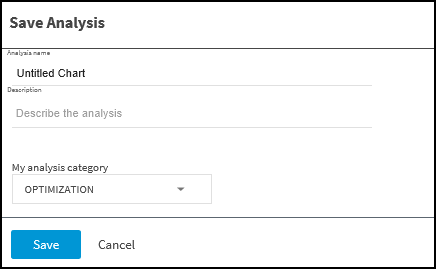 Save Analysis
Analysis name
Untitled Chart
Description
Describe the analysis
My analysis category
OPTIMIZATION
Save Cancel